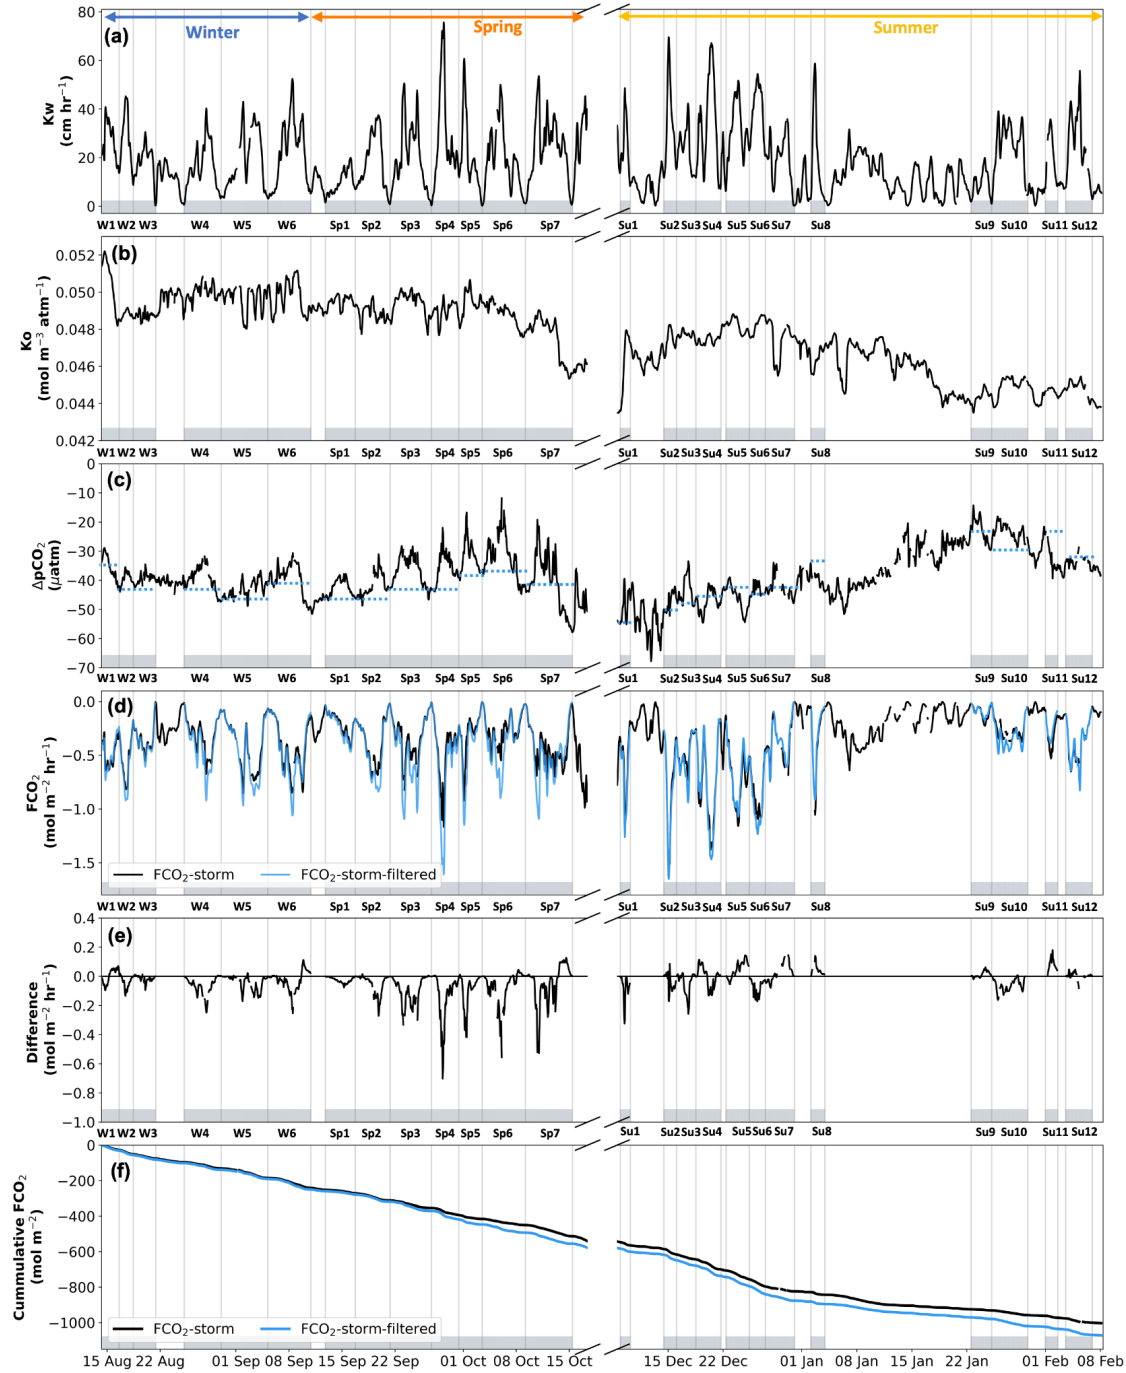 Winter Spring Summer
(a)
80
60
40
20
0
Kw
(cm hr⁻¹)
W1 W2 W3 W4 W5 W6 Sp1 Sp2 Sp3 Sp4 Sp5 Sp6 Sp7 Su1 Su2 Su3 Su4 Su5 Su6 Su7 Su8 Su9 Su10 Su11 Su12
(b)
0.052
0.050
0.048
0.046
0.044
0.042
Ko
(mol m⁻³ atm⁻¹)
W1 W2 W3 W4 W5 W6 Sp1 Sp2 Sp3 Sp4 Sp5 Sp6 Sp7 Su1 Su2 Su3 Su4 Su5 Su6 Su7 Su8 Su9 Su10 Su11 Su12
(c)
0
−10
−20
−30
−40
−50
−60
−70
ΔpCO₂
(μatm)
W1 W2 W3 W4 W5 W6 Sp1 Sp2 Sp3 Sp4 Sp5 Sp6 Sp7 Su1 Su2 Su3 Su4 Su5 Su6 Su7 Su8 Su9 Su10 Su11 Su12
(d)
0.0
−0.5
−1.0
−1.5
FCO₂
(mol m⁻² hr⁻¹)
FCO₂-storm FCO₂-storm-filtered
W1 W2 W3 W4 W5 W6 Sp1 Sp2 Sp3 Sp4 Sp5 Sp6 Sp7 Su1 Su2 Su3 Su4 Su5 Su6 Su7 Su8 Su9 Su10 Su11 Su12
(e)
0.4
0.2
0.0
−0.2
−0.4
−0.6
−0.8
−1.0
Difference
(mol m⁻² hr⁻¹)
W1 W2 W3 W4 W5 W6 Sp1 Sp2 Sp3 Sp4 Sp5 Sp6 Sp7 Su1 Su2 Su3 Su4 Su5 Su6 Su7 Su8 Su9 Su10 Su11 Su12
(f)
0
−200
−400
−600
−800
−1000
Cummulative FCO₂
(mol m⁻²)
FCO₂-storm FCO₂-storm-filtered
15 Aug 22 Aug 01 Sep 08 Sep 15 Sep 22 Sep 01 Oct 08 Oct 15 Oct 15 Dec 22 Dec 01 Jan 08 Jan 15 Jan 22 Jan 01 Feb 08 Feb